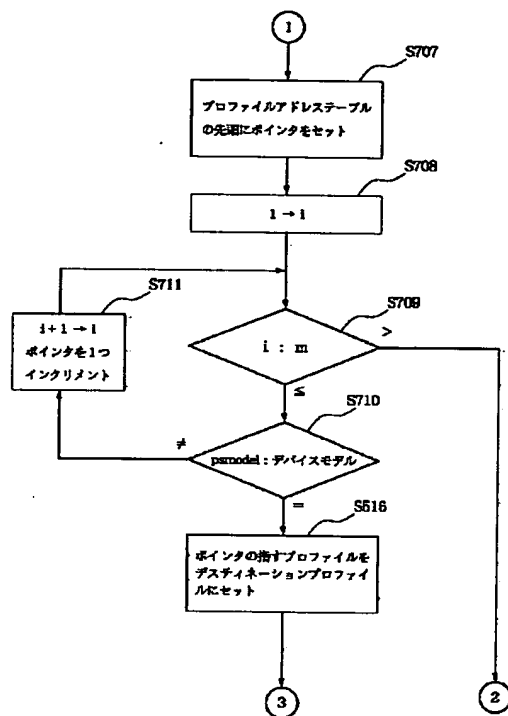 1
S707
プロファイルアドレステーブル
の先頭にポインタをセット
S708
1 → i
S711
i+1 → i
ポインタを1つ
インクリメント
S709
i : m
>
≦
S710
psmodel : デバイスモデル
≠
=
S516
ポインタの指すプロファイルを
デスティネーションプロファイ
ルにセット
3
2